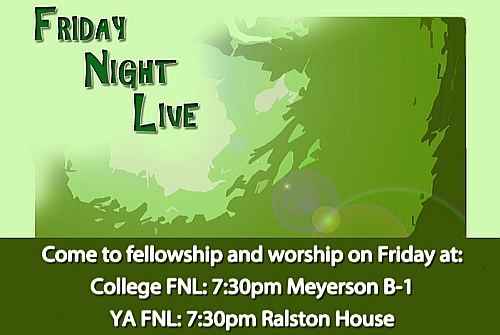 Friday
Night
Live
Come to fellowship and worship on Friday at:
College FNL: 7:30pm Meyerson B-1
YA FNL: 7:30pm Ralston House